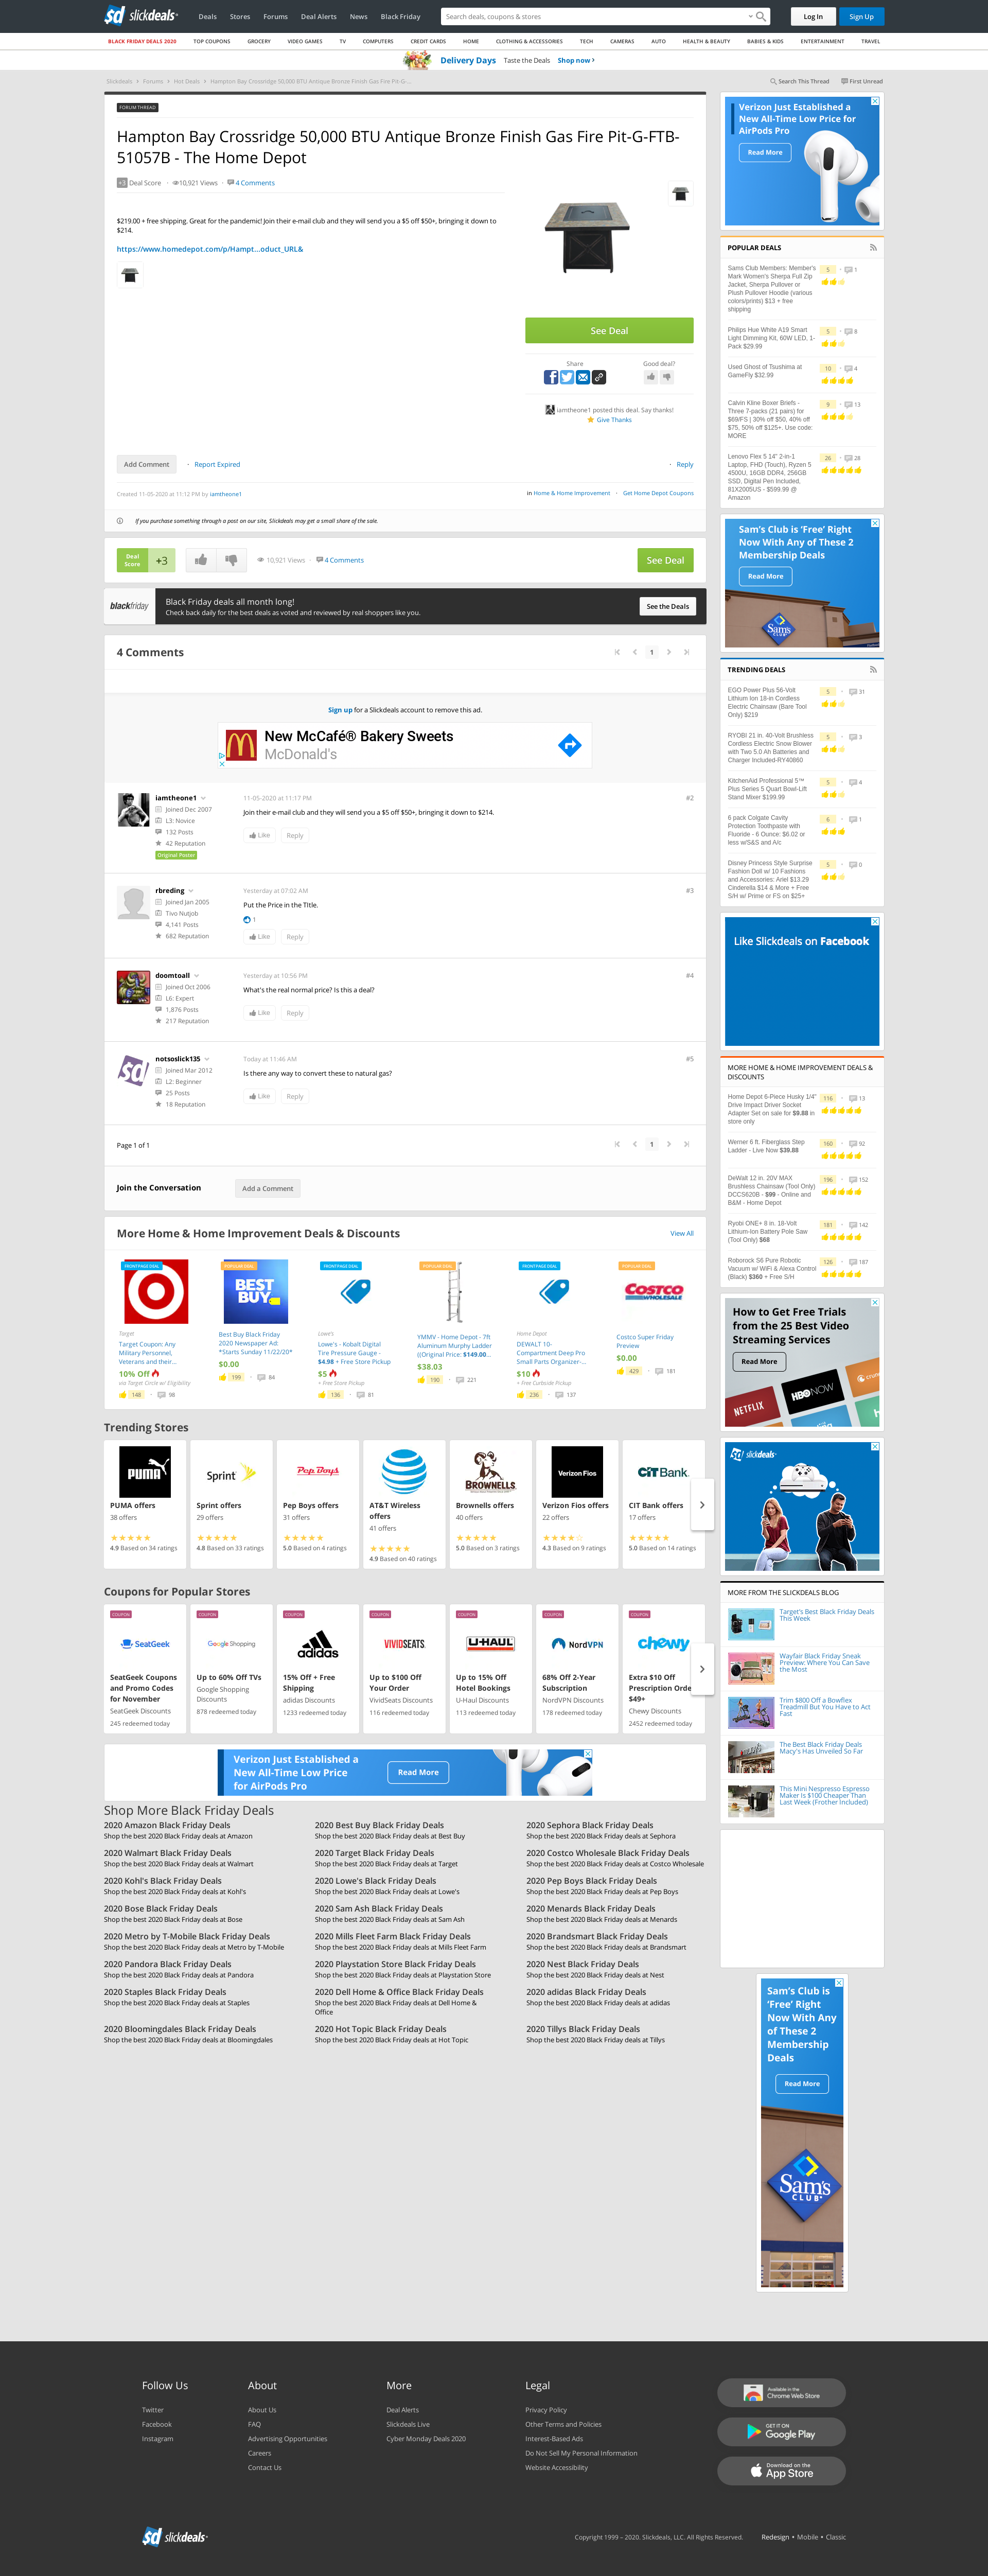 slickdeals
Deals Stores Forums Deal Alerts News Black Friday
Search deals, coupons & stores
Log In Sign Up
BLACK FRIDAY DEALS 2020 TOP COUPONS GROCERY VIDEO GAMES TV COMPUTERS CREDIT CARDS HOME CLOTHING & ACCESSORIES TECH CAMERAS AUTO HEALTH & BEAUTY BABIES & KIDS ENTERTAINMENT TRAVEL
Delivery Days Taste the Deals Shop now ›
Slickdeals › Forums › Hot Deals › Hampton Bay Crossridge 50,000 BTU Antique Bronze Finish Gas Fire Pit-G-...
Search This Thread First Unread
FORUM THREAD
Hampton Bay Crossridge 50,000 BTU Antique Bronze Finish Gas Fire Pit-G-FTB-
51057B - The Home Depot
+3 Deal Score · 10,921 Views · 4 Comments
$219.00 + free shipping. Great for the pandemic! Join their e-mail club and they will send you a $5 off $50+, bringing it down to
$214.
https://www.homedepot.com/p/Hampt...oduct_URL&
See Deal
Share Good deal?
iamtheone1 posted this deal. Say thanks!
Give Thanks
Add Comment · Report Expired · Reply
Created 11-05-2020 at 11:12 PM by iamtheone1
in Home & Home Improvement · Get Home Depot Coupons
If you purchase something through a post on our site, Slickdeals may get a small share of the sale.
Deal
Score
+3
10,921 Views · 4 Comments
See Deal
blackfriday
Black Friday deals all month long!
Check back daily for the best deals as voted and reviewed by real shoppers like you.
See the Deals
4 Comments
1
Sign up for a Slickdeals account to remove this ad.
New McCafé® Bakery Sweets
McDonald's
iamtheone1
Joined Dec 2007
L3: Novice
132 Posts
42 Reputation
Original Poster
11-05-2020 at 11:17 PM
#2
Join their e-mail club and they will send you a $5 off $50+, bringing it down to $214.
Like Reply
rbreding
Joined Jan 2005
Tivo Nutjob
4,141 Posts
682 Reputation
Yesterday at 07:02 AM
#3
Put the Price in the Title.
1
Like Reply
doomtoall
Joined Oct 2006
L6: Expert
1,876 Posts
217 Reputation
Yesterday at 10:56 PM
#4
What's the real normal price? Is this a deal?
Like Reply
notsoslick135
Joined Mar 2012
L2: Beginner
25 Posts
18 Reputation
Today at 11:46 AM
#5
Is there any way to convert these to natural gas?
Like Reply
Page 1 of 1
1
Join the Conversation
Add a Comment
More Home & Home Improvement Deals & Discounts
View All
FRONTPAGE DEAL
Target
Target Coupon: Any
Military Personnel,
Veterans and their...
10% Off
via Target Circle w/ Eligibility
148 · 98
POPULAR DEAL
BEST BUY
Best Buy Black Friday
2020 Newspaper Ad:
*Starts Sunday 11/22/20*
$0.00
199 · 84
FRONTPAGE DEAL
Lowe's
Lowe's - Kobalt Digital
Tire Pressure Gauge -
$4.98 + Free Store Pickup
$5
+ Free Store Pickup
136 · 81
POPULAR DEAL
YMMV - Home Depot - 7ft
Aluminum Murphy Ladder
((Original Price: $149.00...
$38.03
190 · 221
FRONTPAGE DEAL
Home Depot
DEWALT 10-
Compartment Deep Pro
Small Parts Organizer-...
$10
+ Free Curbside Pickup
236 · 137
POPULAR DEAL
COSTCO WHOLESALE
Costco Super Friday
Preview
$0.00
429 · 181
Trending Stores
PUMA
PUMA offers
38 offers
4.9 Based on 34 ratings
Sprint
Sprint offers
29 offers
4.8 Based on 33 ratings
Pep Boys
Pep Boys offers
31 offers
5.0 Based on 4 ratings
AT&T
AT&T Wireless
offers
41 offers
4.9 Based on 40 ratings
BROWNELLS
Brownells offers
40 offers
5.0 Based on 3 ratings
Verizon Fios
Verizon Fios offers
22 offers
4.3 Based on 9 ratings
CIT Bank
CIT Bank offers
17 offers
5.0 Based on 14 ratings
Coupons for Popular Stores
COUPON
SeatGeek
SeatGeek Coupons
and Promo Codes
for November
SeatGeek Discounts
245 redeemed today
COUPON
Google Shopping
Up to 60% Off TVs
Google Shopping
Discounts
878 redeemed today
COUPON
adidas
15% Off + Free
Shipping
adidas Discounts
1233 redeemed today
COUPON
VIVIDSEATS
Up to $100 Off
Your Order
VividSeats Discounts
116 redeemed today
COUPON
U-HAUL
Up to 15% Off
Hotel Bookings
U-Haul Discounts
113 redeemed today
COUPON
NordVPN
68% Off 2-Year
Subscription
NordVPN Discounts
178 redeemed today
COUPON
chewy
Extra $10 Off
Prescription Orde
$49+
Chewy Discounts
2452 redeemed today
Verizon Just Established a
New All-Time Low Price
for AirPods Pro
Read More
Shop More Black Friday Deals
2020 Amazon Black Friday Deals
Shop the best 2020 Black Friday deals at Amazon
2020 Best Buy Black Friday Deals
Shop the best 2020 Black Friday deals at Best Buy
2020 Sephora Black Friday Deals
Shop the best 2020 Black Friday deals at Sephora
2020 Walmart Black Friday Deals
Shop the best 2020 Black Friday deals at Walmart
2020 Target Black Friday Deals
Shop the best 2020 Black Friday deals at Target
2020 Costco Wholesale Black Friday Deals
Shop the best 2020 Black Friday deals at Costco Wholesale
2020 Kohl's Black Friday Deals
Shop the best 2020 Black Friday deals at Kohl's
2020 Lowe's Black Friday Deals
Shop the best 2020 Black Friday deals at Lowe's
2020 Pep Boys Black Friday Deals
Shop the best 2020 Black Friday deals at Pep Boys
2020 Bose Black Friday Deals
Shop the best 2020 Black Friday deals at Bose
2020 Sam Ash Black Friday Deals
Shop the best 2020 Black Friday deals at Sam Ash
2020 Menards Black Friday Deals
Shop the best 2020 Black Friday deals at Menards
2020 Metro by T-Mobile Black Friday Deals
Shop the best 2020 Black Friday deals at Metro by T-Mobile
2020 Mills Fleet Farm Black Friday Deals
Shop the best 2020 Black Friday deals at Mills Fleet Farm
2020 Brandsmart Black Friday Deals
Shop the best 2020 Black Friday deals at Brandsmart
2020 Pandora Black Friday Deals
Shop the best 2020 Black Friday deals at Pandora
2020 Playstation Store Black Friday Deals
Shop the best 2020 Black Friday deals at Playstation Store
2020 Nest Black Friday Deals
Shop the best 2020 Black Friday deals at Nest
2020 Staples Black Friday Deals
Shop the best 2020 Black Friday deals at Staples
2020 Dell Home & Office Black Friday Deals
Shop the best 2020 Black Friday deals at Dell Home &
Office
2020 adidas Black Friday Deals
Shop the best 2020 Black Friday deals at adidas
2020 Bloomingdales Black Friday Deals
Shop the best 2020 Black Friday deals at Bloomingdales
2020 Hot Topic Black Friday Deals
Shop the best 2020 Black Friday deals at Hot Topic
2020 Tillys Black Friday Deals
Shop the best 2020 Black Friday deals at Tillys
Verizon Just Established a
New All-Time Low Price for
AirPods Pro
Read More
POPULAR DEALS
Sams Club Members: Member's
Mark Women's Sherpa Full Zip
Jacket, Sherpa Pullover or
Plush Pullover Hoodie (various
colors/prints) $13 + free
shipping
5 · 1
Philips Hue White A19 Smart
Light Dimming Kit, 60W LED, 1-
Pack $29.99
5 · 8
Used Ghost of Tsushima at
GameFly $32.99
10 · 4
Calvin Kline Boxer Briefs -
Three 7-packs (21 pairs) for
$69/FS | 30% off $50, 40% off
$75, 50% off $125+. Use code:
MORE
9 · 13
Lenovo Flex 5 14" 2-in-1
Laptop, FHD (Touch), Ryzen 5
4500U, 16GB DDR4, 256GB
SSD, Digital Pen Included,
81X2005US - $599.99 @
Amazon
26 · 28
Sam's Club is 'Free' Right
Now With Any of These 2
Membership Deals
Read More
Sam's
CLUB
TRENDING DEALS
EGO Power Plus 56-Volt
Lithium Ion 18-in Cordless
Electric Chainsaw (Bare Tool
Only) $219
5 · 31
RYOBI 21 in. 40-Volt Brushless
Cordless Electric Snow Blower
with Two 5.0 Ah Batteries and
Charger Included-RY40860
5 · 3
KitchenAid Professional 5™
Plus Series 5 Quart Bowl-Lift
Stand Mixer $199.99
5 · 4
6 pack Colgate Cavity
Protection Toothpaste with
Fluoride - 6 Ounce: $6.02 or
less w/S&S and A/c
6 · 1
Disney Princess Style Surprise
Fashion Doll w/ 10 Fashions
and Accessories: Ariel $13.29
Cinderella $14 & More + Free
S/H w/ Prime or FS on $25+
5 · 0
Like Slickdeals on Facebook
MORE HOME & HOME IMPROVEMENT DEALS &
DISCOUNTS
Home Depot 6-Piece Husky 1/4"
Drive Impact Driver Socket
Adapter Set on sale for $9.88 in
store only
116 · 13
Werner 6 ft. Fiberglass Step
Ladder - Live Now $39.88
160 · 92
DeWalt 12 in. 20V MAX
Brushless Chainsaw (Tool Only)
DCCS620B - $99 - Online and
B&M - Home Depot
196 · 152
Ryobi ONE+ 8 in. 18-Volt
Lithium-Ion Battery Pole Saw
(Tool Only) $68
181 · 142
Roborock S6 Pure Robotic
Vacuum w/ WiFi & Alexa Control
(Black) $360 + Free S/H
126 · 187
How to Get Free Trials
from the 25 Best Video
Streaming Services
Read More
NETFLIX HBO NOW
slickdeals
MORE FROM THE SLICKDEALS BLOG
Target's Best Black Friday Deals
This Week
Wayfair Black Friday Sneak
Preview: Where You Can Save
the Most
Trim $800 Off a Bowflex
Treadmill But You Have to Act
Fast
The Best Black Friday Deals
Macy's Has Unveiled So Far
This Mini Nespresso Espresso
Maker Is $100 Cheaper Than
Last Week (Frother Included)
Sam's Club is
'Free' Right
Now With Any
of These 2
Membership
Deals
Read More
Sam's
CLUB
Follow Us
Twitter
Facebook
Instagram
About
About Us
FAQ
Advertising Opportunities
Careers
Contact Us
More
Deal Alerts
Slickdeals Live
Cyber Monday Deals 2020
Legal
Privacy Policy
Other Terms and Policies
Interest-Based Ads
Do Not Sell My Personal Information
Website Accessibility
Available in the
Chrome Web Store
GET IT ON
Google Play
Download on the
App Store
slickdeals
Copyright 1999 – 2020. Slickdeals, LLC. All Rights Reserved. Redesign • Mobile • Classic